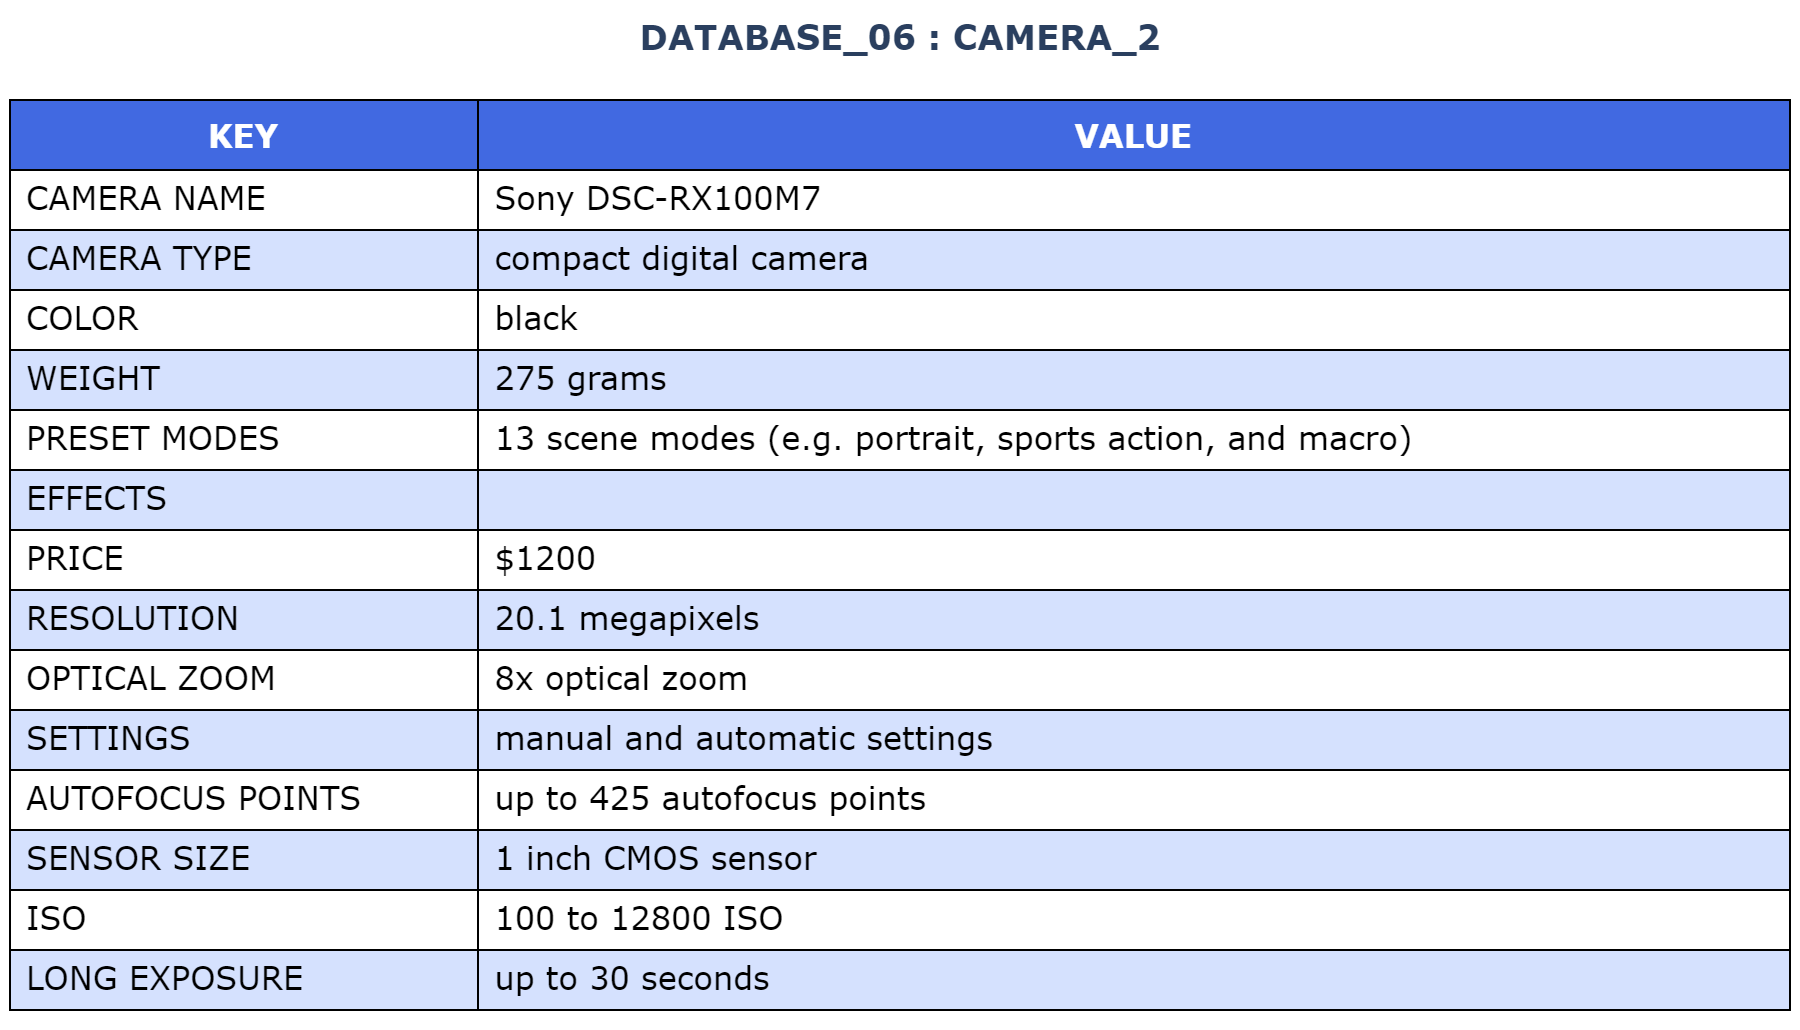 DATABASE_06 : CAMERA_2
KEY VALUE
CAMERA NAME Sony DSC-RX100M7
CAMERA TYPE compact digital camera
COLOR black
WEIGHT 275 grams
PRESET MODES 13 scene modes (e.g. portrait, sports action, and macro)
EFFECTS
PRICE $1200
RESOLUTION 20.1 megapixels
OPTICAL ZOOM 8x optical zoom
SETTINGS manual and automatic settings
AUTOFOCUS POINTS up to 425 autofocus points
SENSOR SIZE 1 inch CMOS sensor
ISO 100 to 12800 ISO
LONG EXPOSURE up to 30 seconds